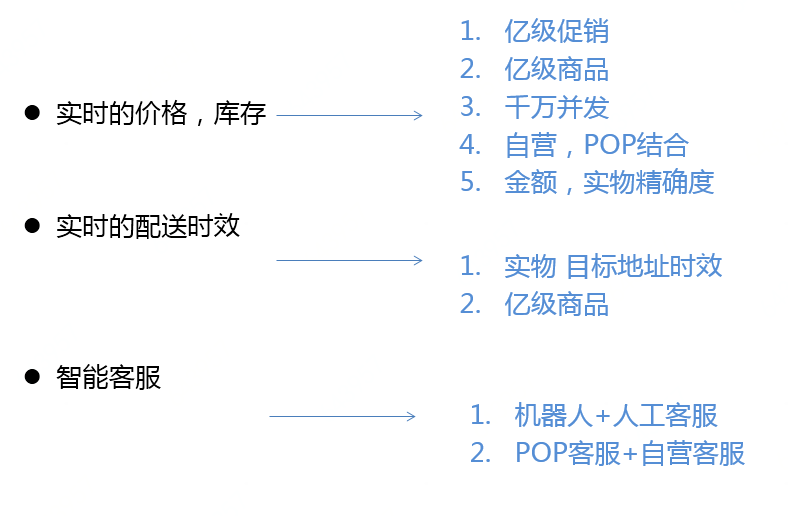 ● 实时的价格，库存
1. 亿级促销
2. 亿级商品
3. 千万并发
4. 自营，POP结合
5. 金额，实物精确度
● 实时的配送时效
1. 实物 目标地址时效
2. 亿级商品
● 智能客服
1. 机器人+人工客服
2. POP客服+自营客服